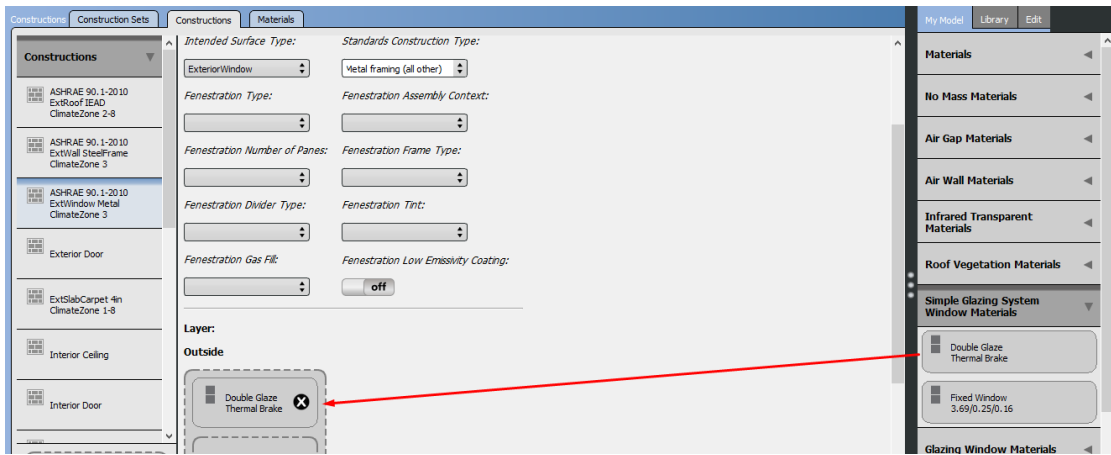 Constructions
Construction Sets
Constructions
Materials
My Model
Library
Edit
Constructions
ASHRAE 90.1-2010
ExtRoof IEAD
ClimateZone 2-8
ASHRAE 90.1-2010
ExtWall SteelFrame
ClimateZone 3
ASHRAE 90.1-2010
ExtWindow Metal
ClimateZone 3
Exterior Door
ExtSlabCarpet 4in
ClimateZone 1-8
Interior Ceiling
Interior Door
Intended Surface Type:
Standards Construction Type:
ExteriorWindow
Metal framing (all other)
Fenestration Type:
Fenestration Assembly Context:
Fenestration Number of Panes:
Fenestration Frame Type:
Fenestration Divider Type:
Fenestration Tint:
Fenestration Gas Fill:
Fenestration Low Emissivity Coating:
off
Layer:
Outside
Double Glaze
Thermal Brake
Materials
No Mass Materials
Air Gap Materials
Air Wall Materials
Infrared Transparent
Materials
Roof Vegetation Materials
Simple Glazing System
Window Materials
Double Glaze
Thermal Brake
Fixed Window
3.69/0.25/0.16
Glazing Window Materials